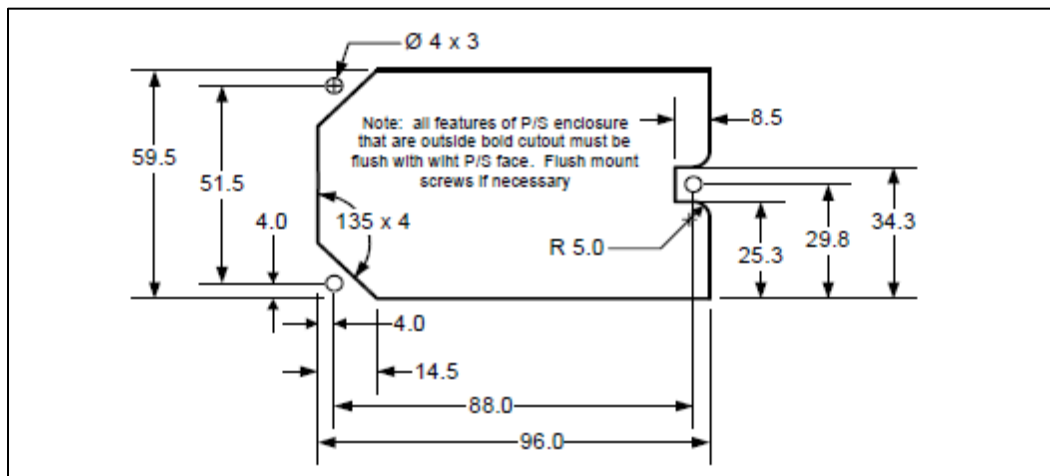 Ø 4 x 3
Note: all features of P/S enclosure
that are outside bold cutout must be
flush with wiht P/S face. Flush mount
screws if necessary
8.5
59.5
51.5
135 x 4
4.0
R 5.0
34.3
29.8
25.3
4.0
14.5
88.0
96.0